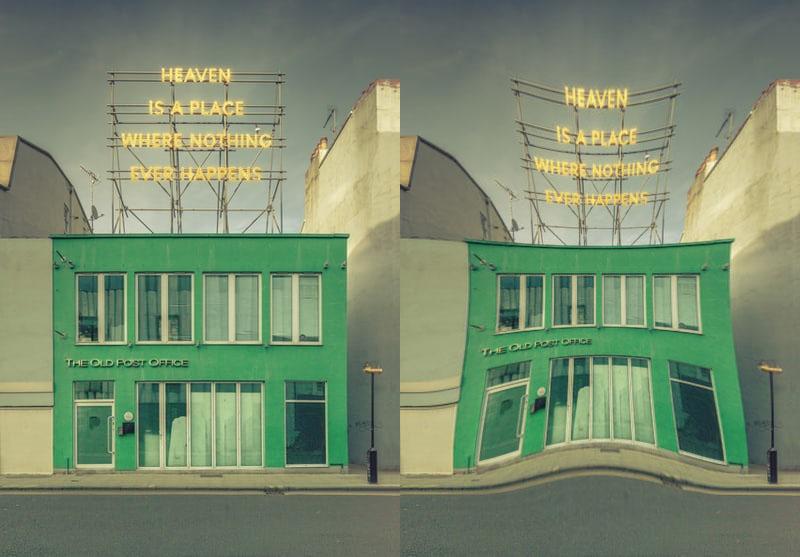 HEAVEN
IS A PLACE
WHERE NOTHING
EVER HAPPENS
THE OLD POST OFFICE
HEAVEN
IS A PLACE
WHERE NOTHING
EVER HAPPENS
THE OLD POST OFFICE